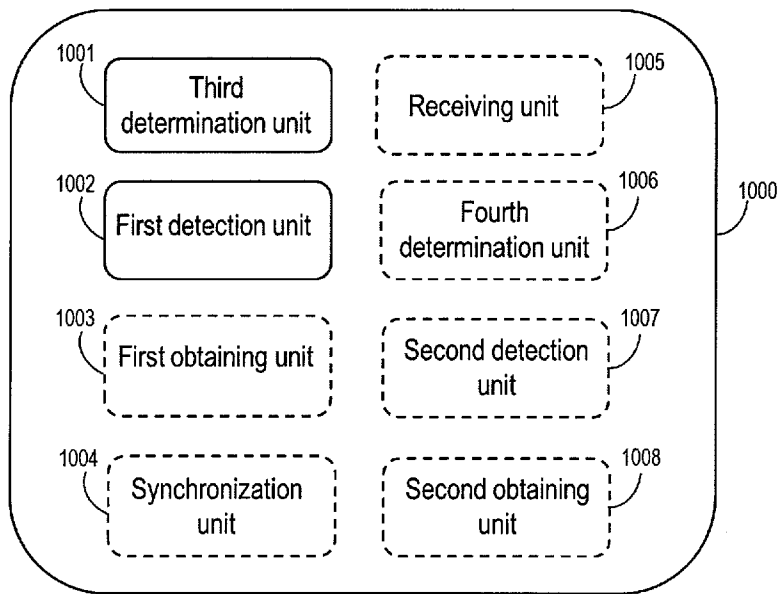 1001
Third
determination unit
1002
First detection unit
1003
First obtaining unit
1004
Synchronization
unit
1005
Receiving unit
1006
Fourth
determination unit
1007
Second detection
unit
1008
Second obtaining
unit
1000